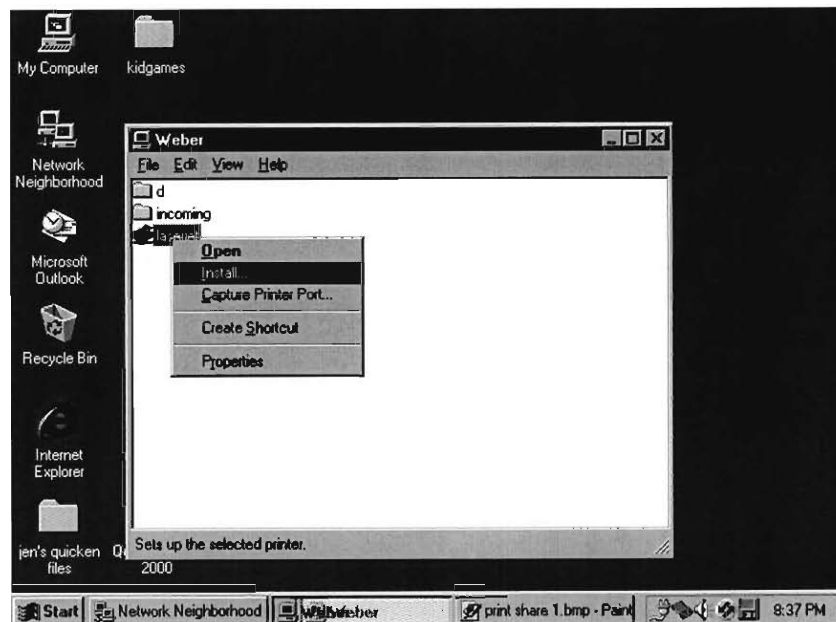 My Computer
kidgames
Network
Neighborhood
Microsoft
Outlook
Recycle Bin
Internet
Explorer
jen's quicken
files
2000
Weber
File Edit View Help
d
incoming
Open
Install...
Capture Printer Port...
Create Shortcut
Properties
Sets up the selected printer.
Start
Network Neighborhood
print share 1.bmp - Paint
8:37 PM